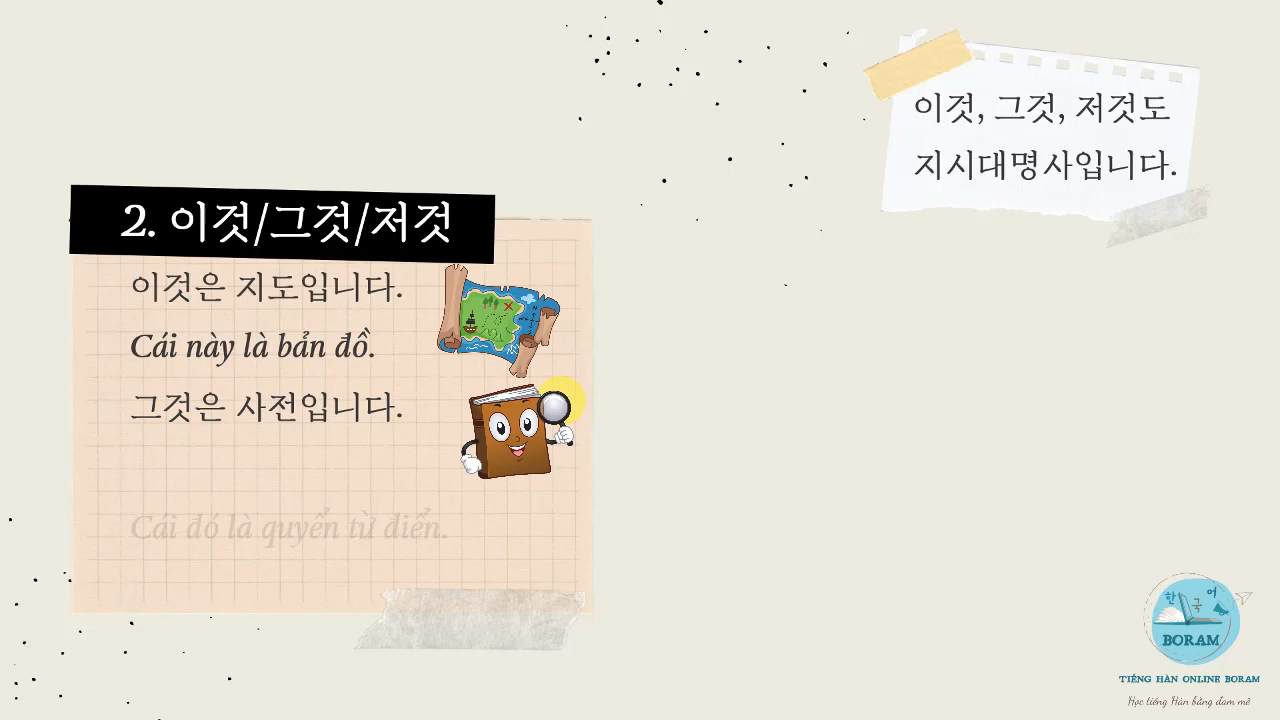 이것, 그것, 저것도
지시대명사입니다.
2. 이것/그것/저것
이것은 지도입니다.
Cái này là bản đồ.
그것은 사전입니다.
Cái đó là quyển từ điển.
한 국 어
BORAM
TIẾNG HÀN ONLINE BORAM
Học tiếng Hàn bằng đam mê